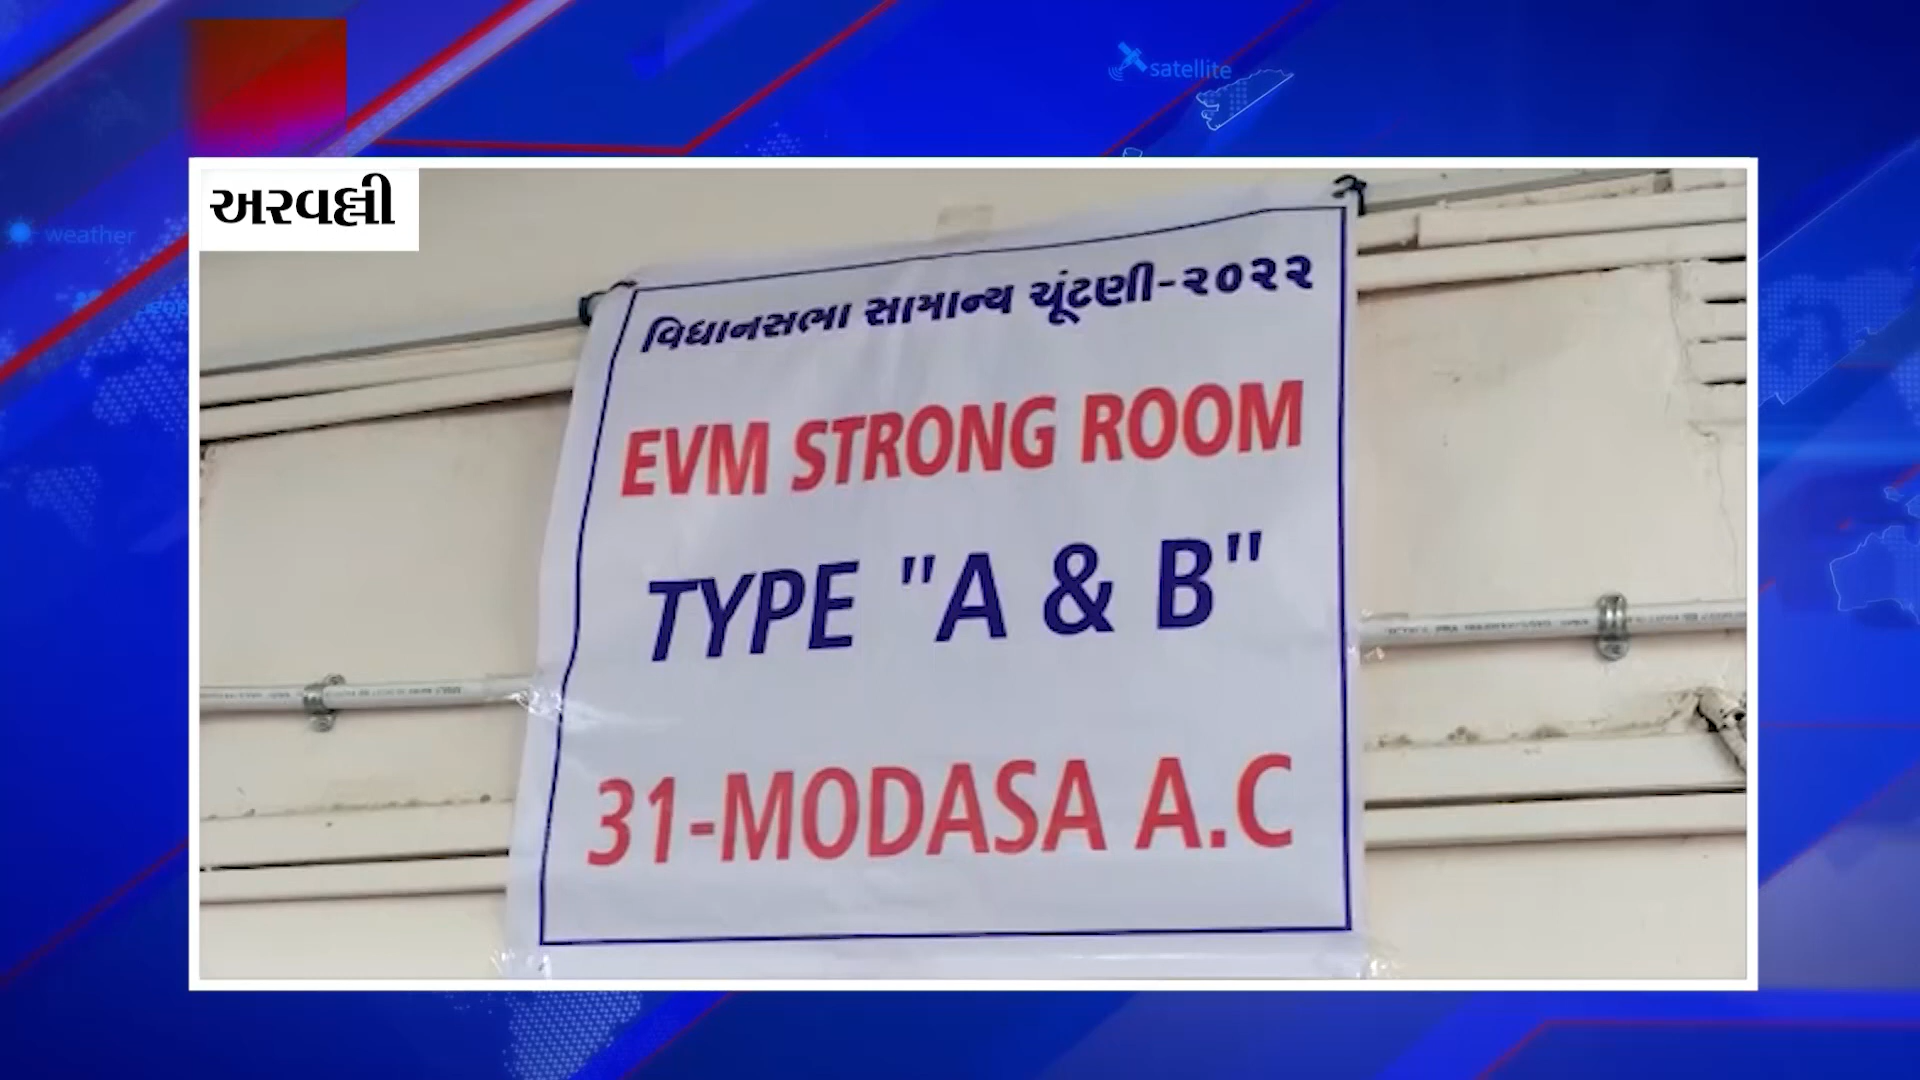 satellite
weather
અરવલ્લી
વિધાનસભા સામાન્ય ચૂંટણી-૨૦૨૨
EVM STRONG ROOM
TYPE "A & B"
31-MODASA A.C